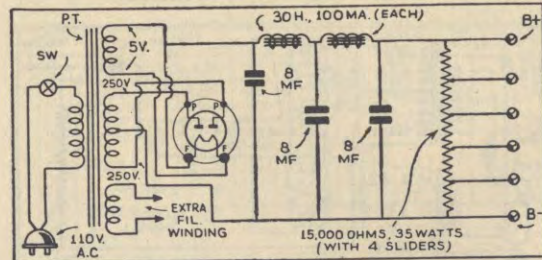 P.T.
30 H., 100 MA. (EACH)
B+
5V.
SW
250V
8
MF
P P
F F
8
MF
8
MF
250V.
EXTRA
FIL.
WINDING
110V.
A.C
15,000 OHMS, 35 WATTS
(WITH 4 SLIDERS)
B-